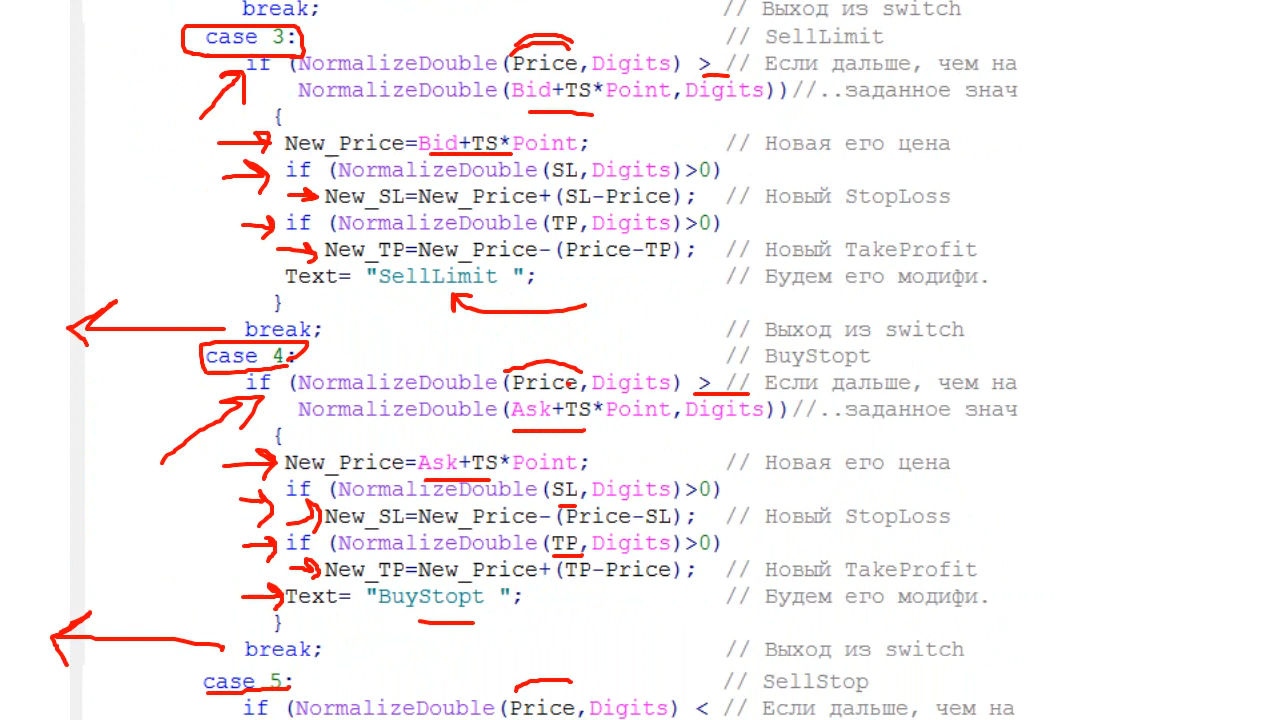 break; // Выход из switch
case 3: // SellLimit
if (NormalizeDouble(Price,Digits) > // Если дальше, чем на
NormalizeDouble(Bid+TS*Point,Digits))//..заданное знач
{
New_Price=Bid+TS*Point; // Новая его цена
if (NormalizeDouble(SL,Digits)>0)
New_SL=New_Price+(SL-Price); // Новый StopLoss
if (NormalizeDouble(TP,Digits)>0)
New_TP=New_Price-(Price-TP); // Новый TakeProfit
Text= "SellLimit "; // Будем его модифи.
}
break; // Выход из switch
case 4: // BuyStopt
if (NormalizeDouble(Price,Digits) > // Если дальше, чем на
NormalizeDouble(Ask+TS*Point,Digits))//..заданное знач
{
New_Price=Ask+TS*Point; // Новая его цена
if (NormalizeDouble(SL,Digits)>0)
New_SL=New_Price-(Price-SL); // Новый StopLoss
if (NormalizeDouble(TP,Digits)>0)
New_TP=New_Price+(TP-Price); // Новый TakeProfit
Text= "BuyStopt "; // Будем его модифи.
}
break; // Выход из switch
case 5: // SellStop
if (NormalizeDouble(Price,Digits) < // Если дальше, чем на